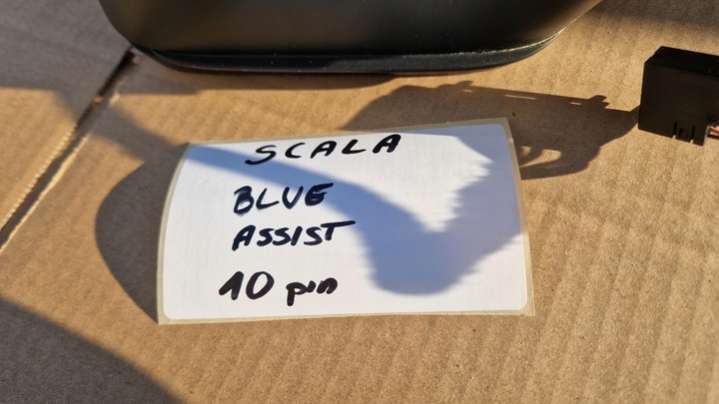 SCALA
BLUE
ASSIST
10 pin